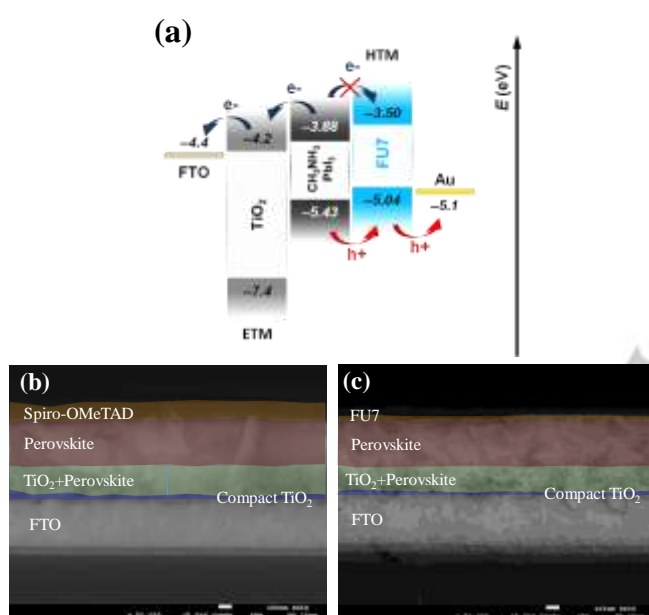 (a)
HTM
e-
e-
e-
−3.50
−3.88
−4.2
−4.4
FTO
TiO₂
CH₃NH₃
PbI₃
FU7
Au
−5.04
−5.1
−5.43
h+
h+
−7.4
ETM
E (eV)
(b)
Spiro-OMeTAD
Perovskite
TiO₂+Perovskite
Compact TiO₂
FTO
(c)
FU7
Perovskite
TiO₂+Perovskite
Compact TiO₂
FTO